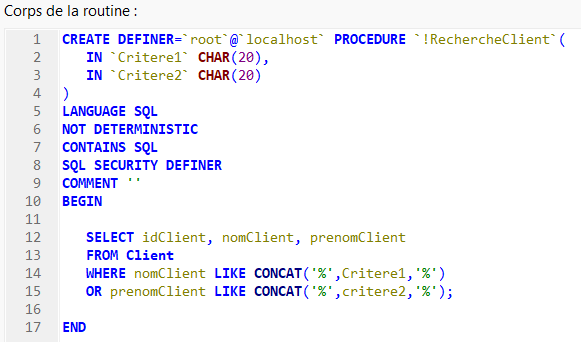 Corps de la routine :
1 CREATE DEFINER=`root`@`localhost` PROCEDURE `!RechercheClient`(
2 IN `Critere1` CHAR(20),
3 IN `Critere2` CHAR(20)
4 )
5 LANGUAGE SQL
6 NOT DETERMINISTIC
7 CONTAINS SQL
8 SQL SECURITY DEFINER
9 COMMENT ''
10 BEGIN
11
12 SELECT idClient, nomClient, prenomClient
13 FROM Client
14 WHERE nomClient LIKE CONCAT('%',Critere1,'%')
15 OR prenomClient LIKE CONCAT('%',critere2,'%');
16
17 END